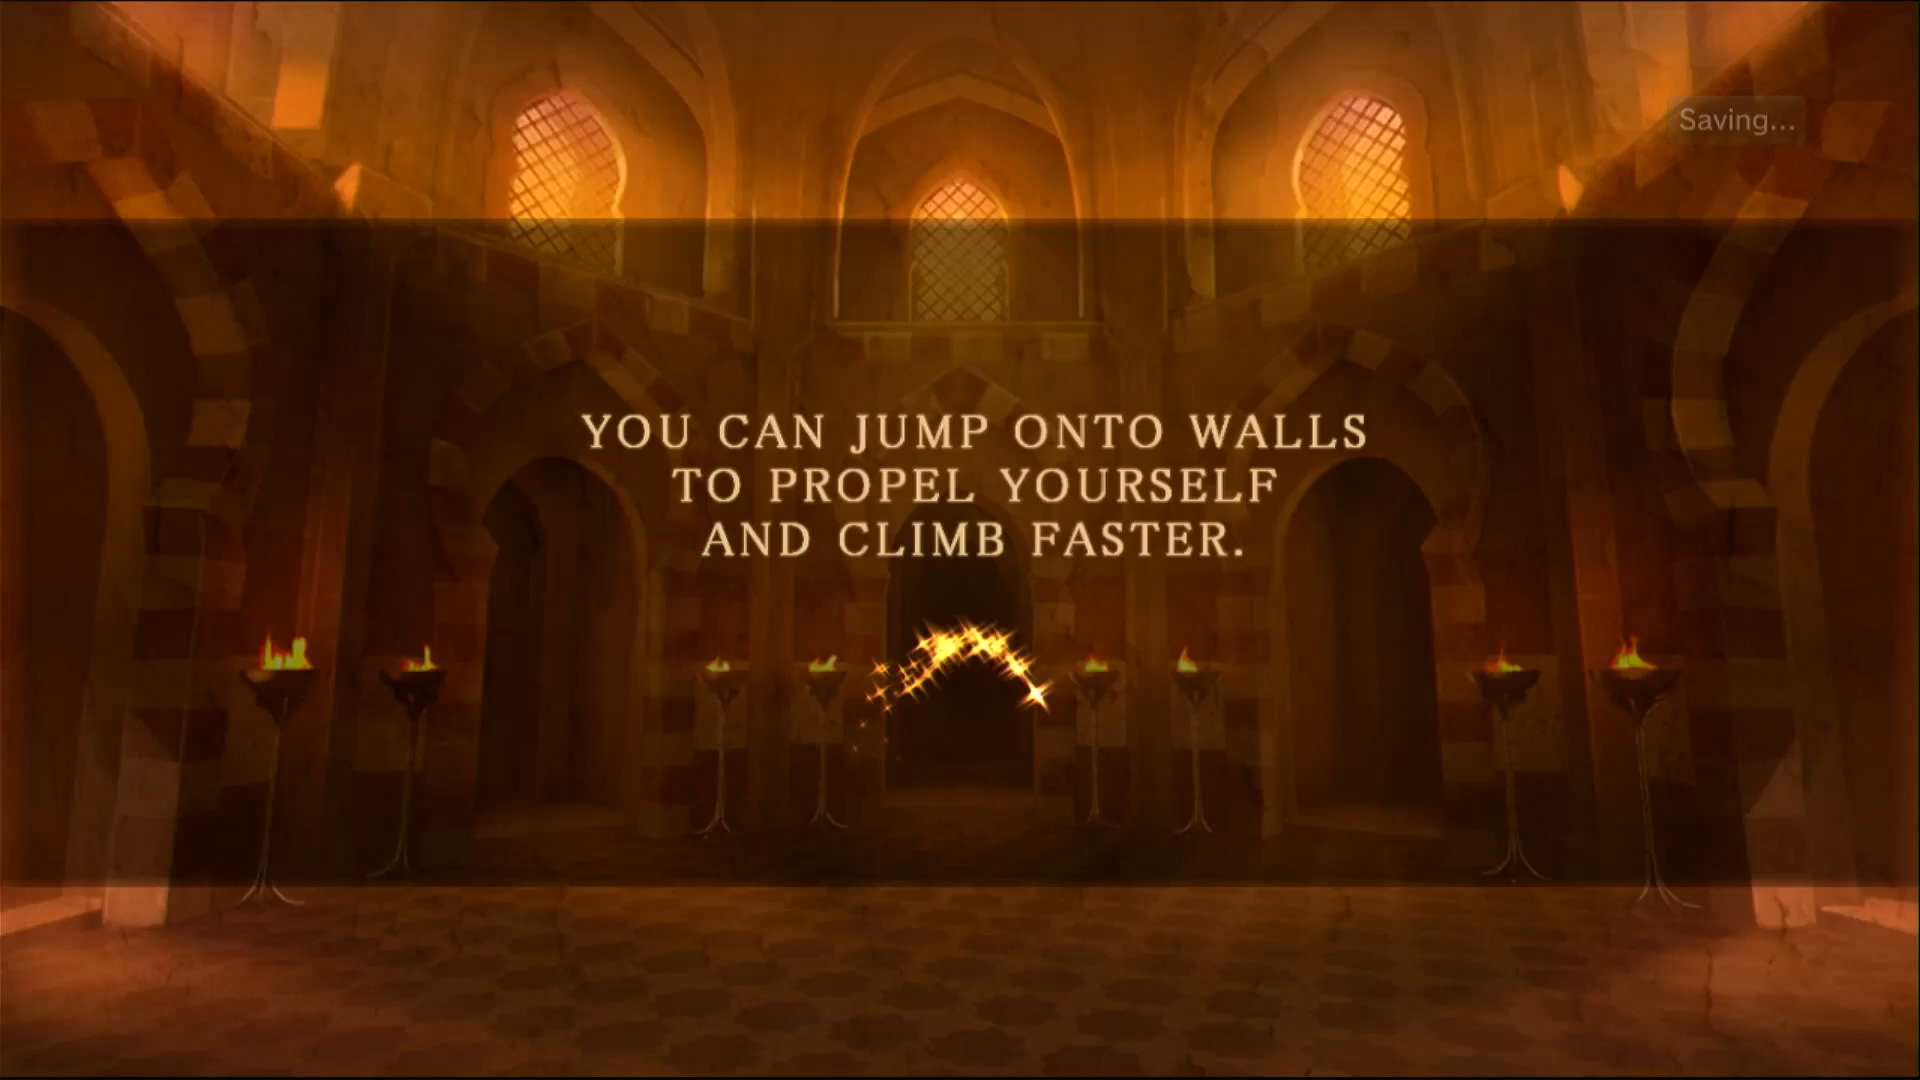 Saving...
YOU CAN JUMP ONTO WALLS
TO PROPEL YOURSELF
AND CLIMB FASTER.